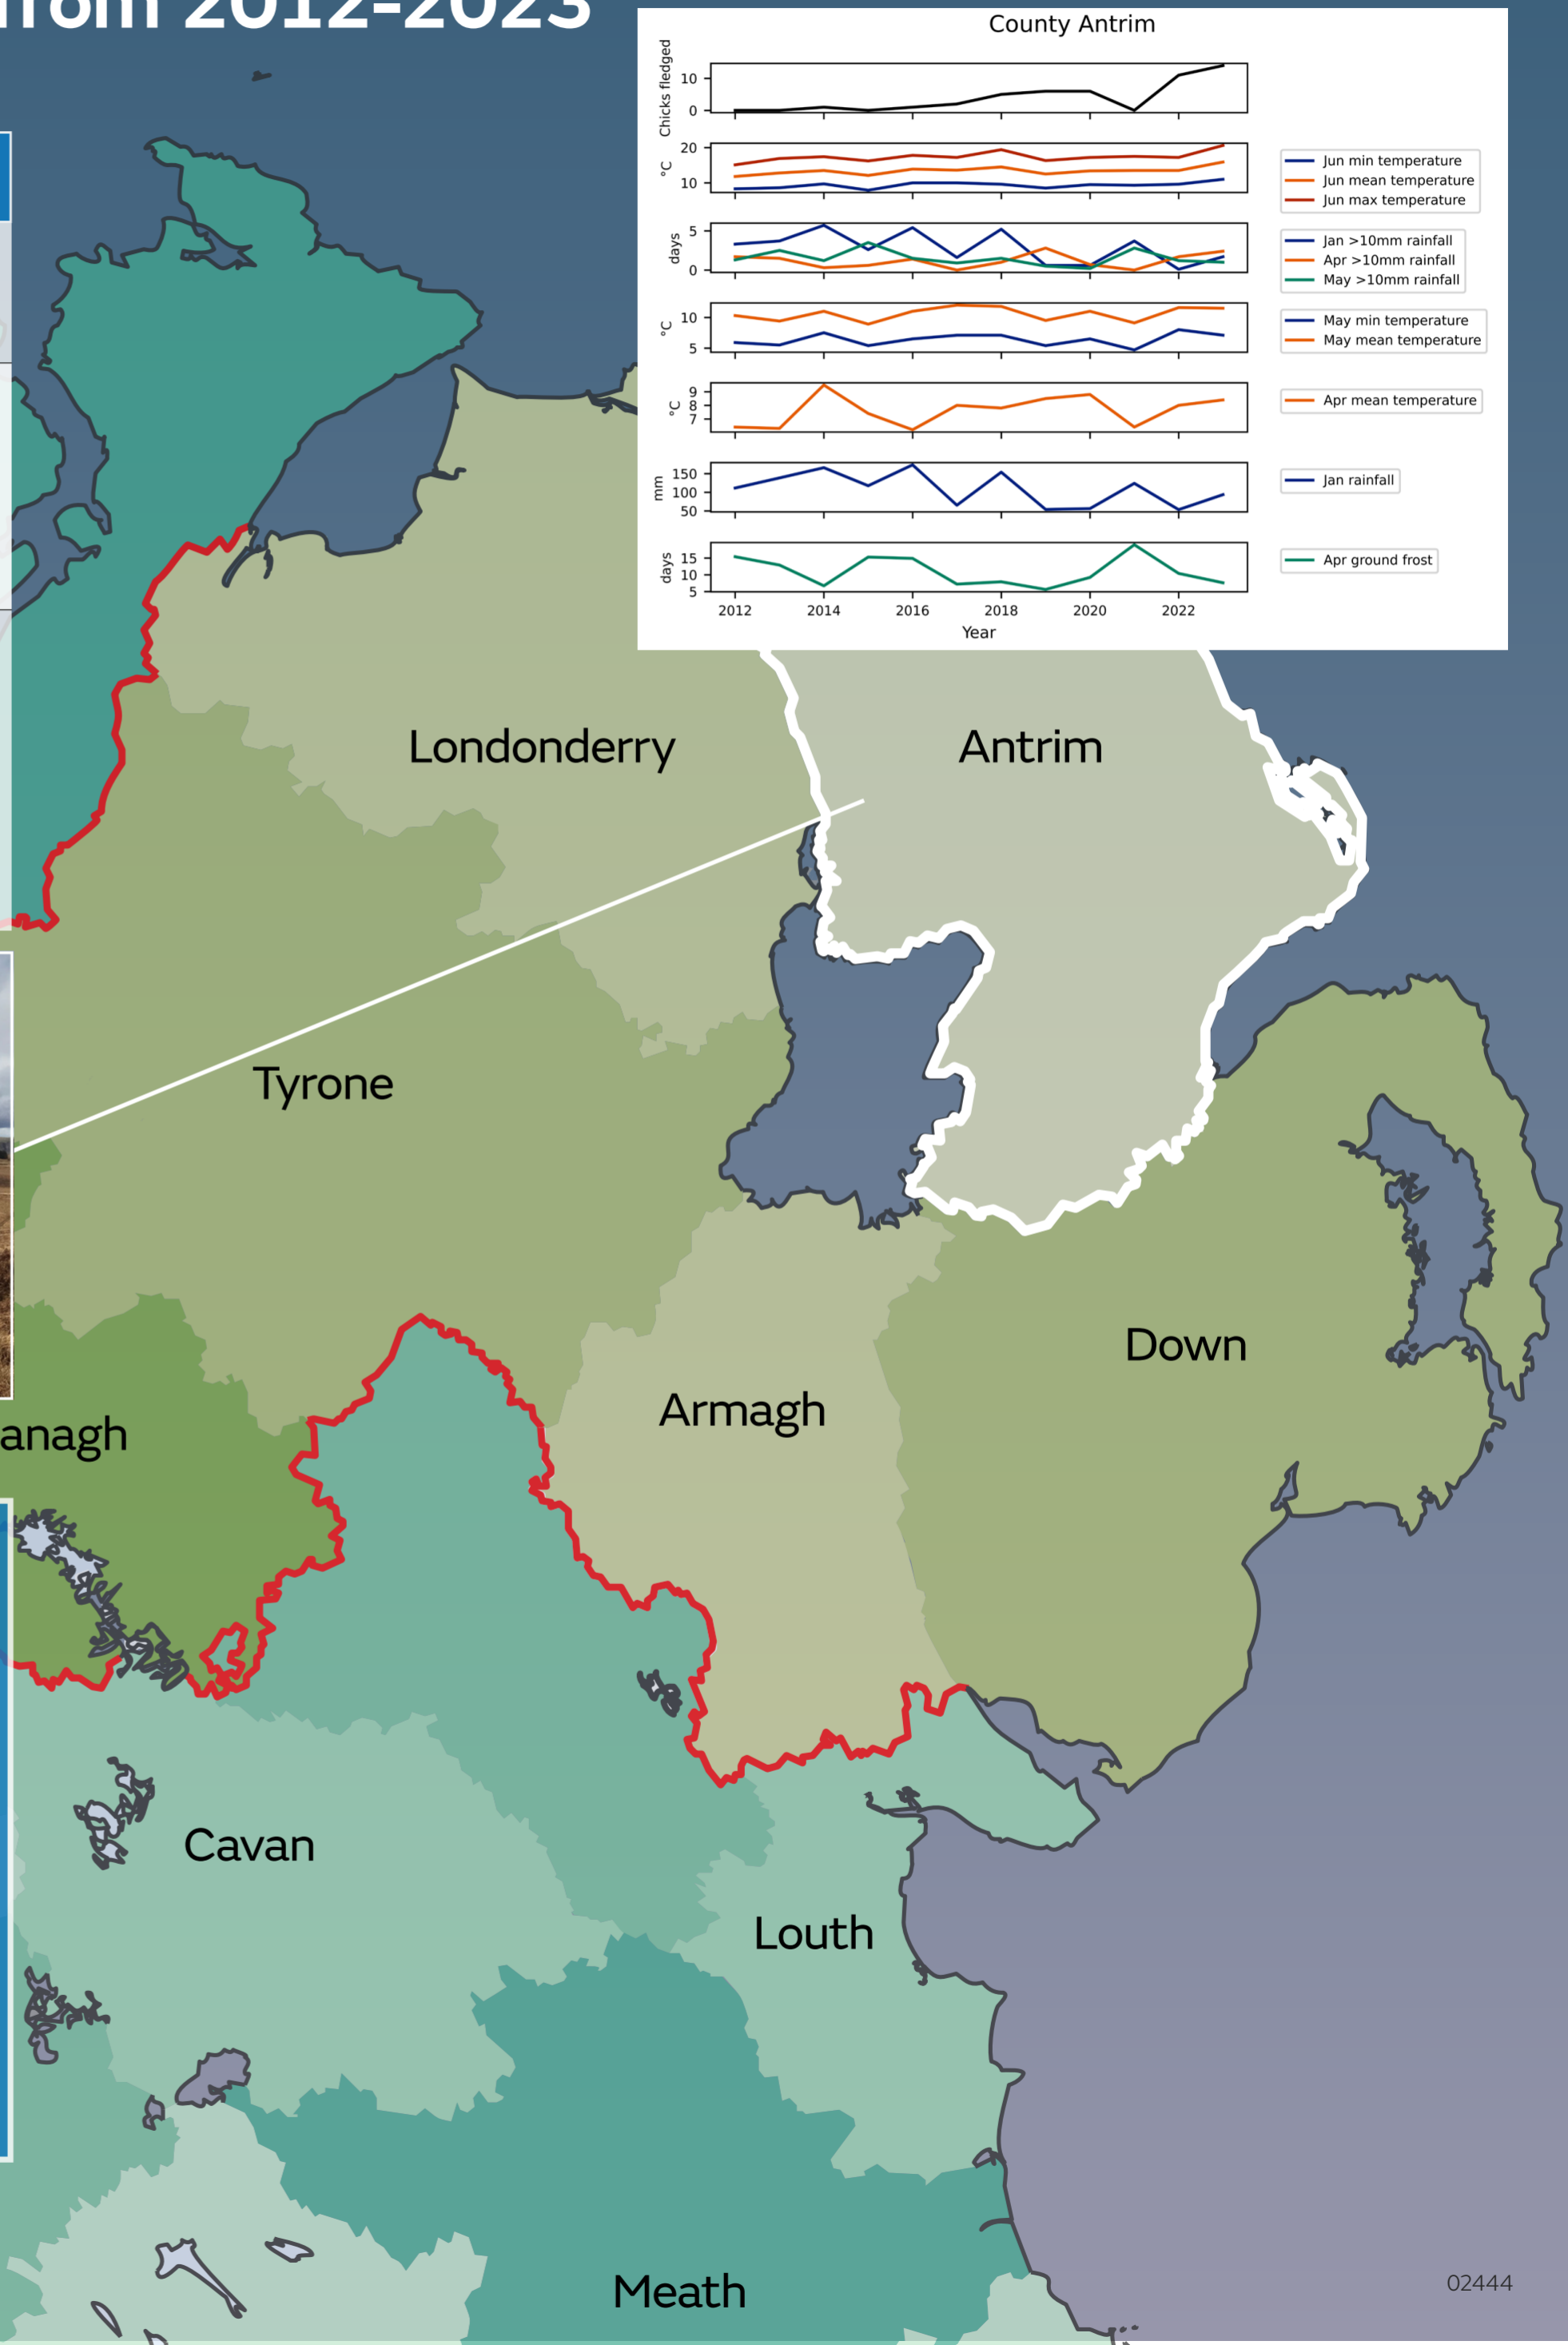 from 2012-2023
County Antrim
Chicks fledged
10
0
°C
20
10
Jun min temperature
Jun mean temperature
Jun max temperature
days
5
0
Jan >10mm rainfall
Apr >10mm rainfall
May >10mm rainfall
°C
10
5
May min temperature
May mean temperature
°C
9
8
7
Apr mean temperature
mm
150
100
50
Jan rainfall
days
15
10
5
Apr ground frost
2012 2014 2016 2018 2020 2022
Year
Londonderry
Antrim
Tyrone
Down
Armagh
anagh
Cavan
Louth
Meath
02444